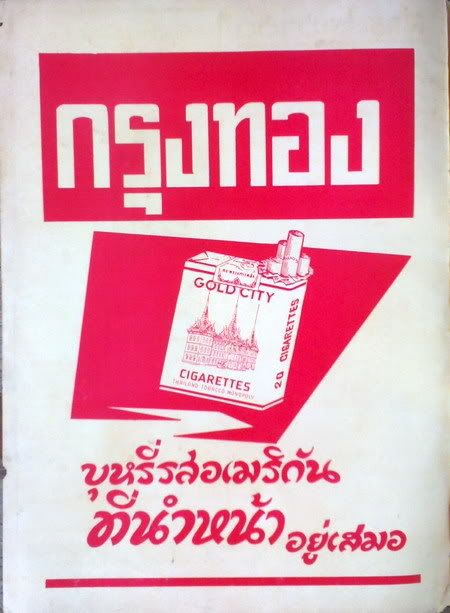 กรุงทอง
GOLD CITY
CIGARETTES
THAILAND TOBACCO MONOPOLY
20 CIGARETTES
บุหรี่รสอเมริกัน
ที่นำหน้า อยู่เสมอ